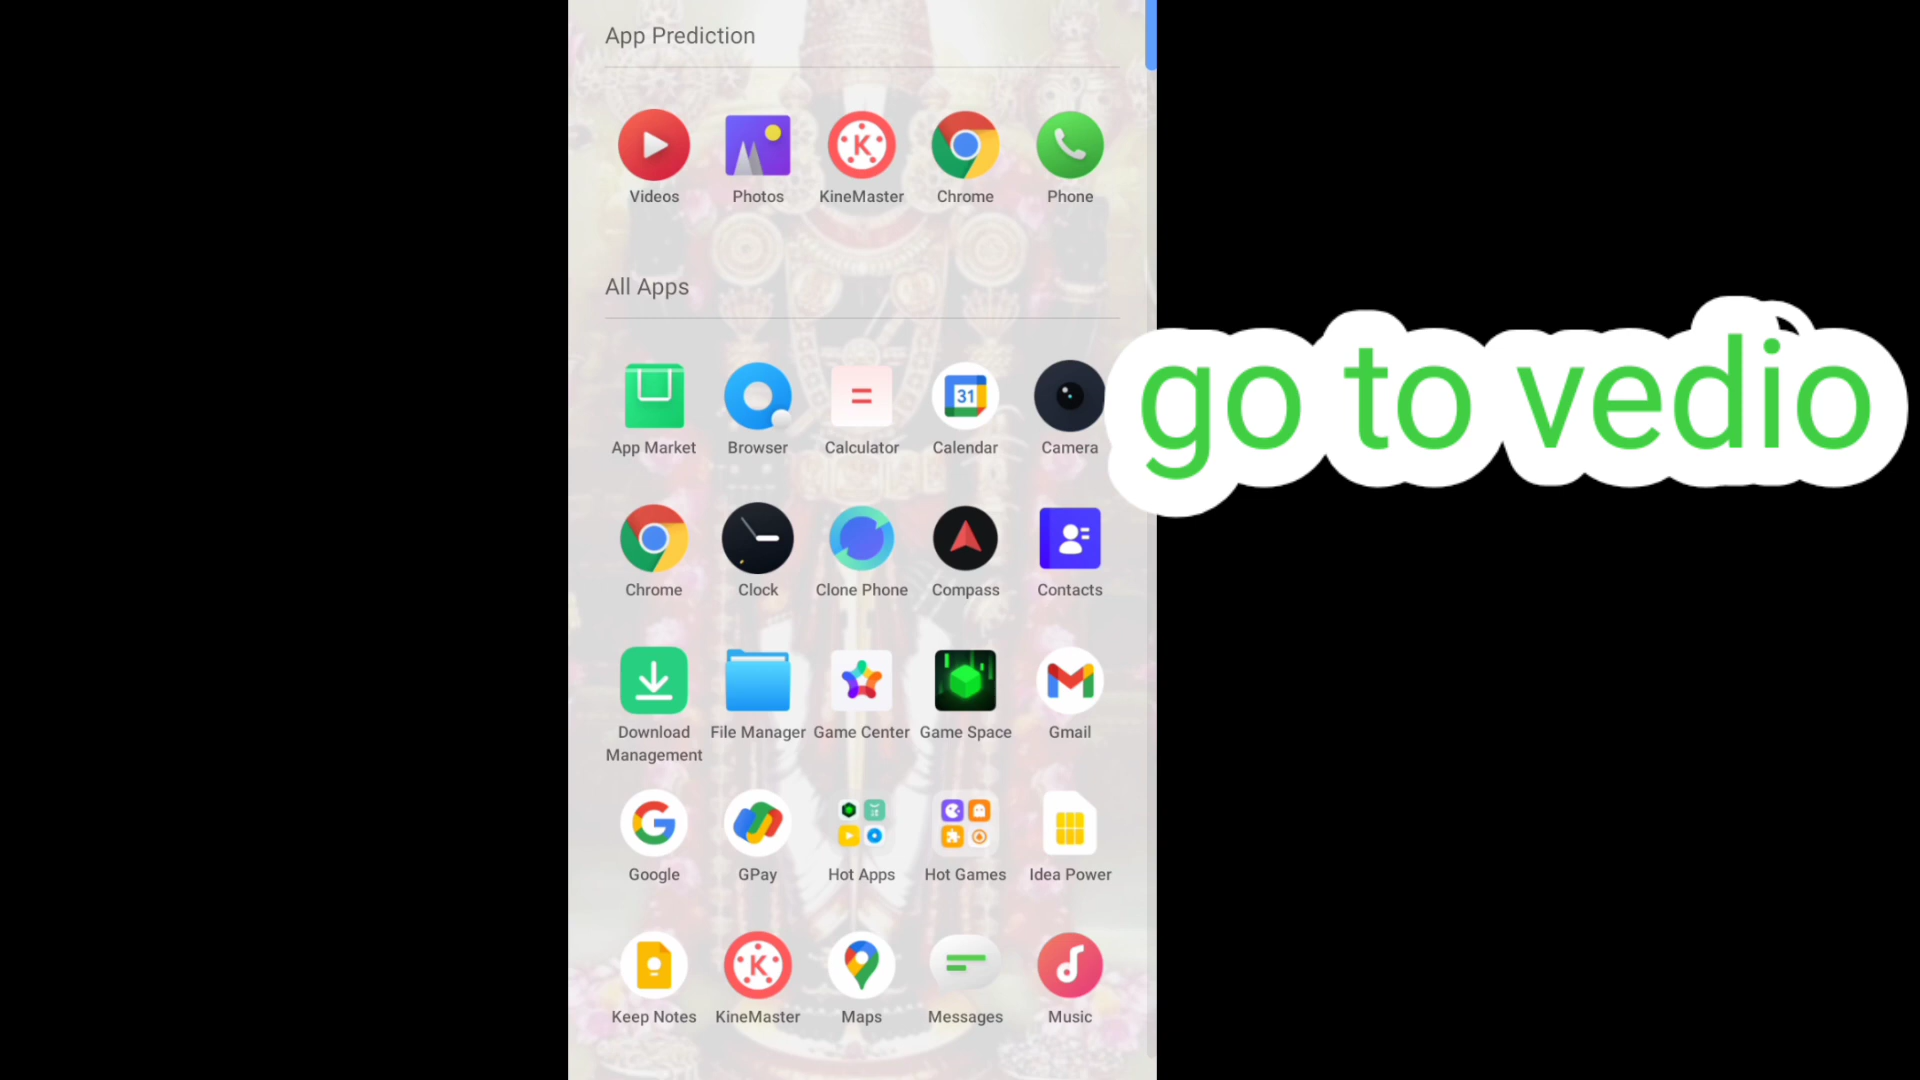 App Prediction
Videos Photos KineMaster Chrome Phone
All Apps
App Market Browser Calculator Calendar Camera
go to vedio
Chrome Clock Clone Phone Compass Contacts
Download Management File Manager Game Center Game Space Gmail
Google GPay Hot Apps Hot Games Idea Power
Keep Notes KineMaster Maps Messages Music